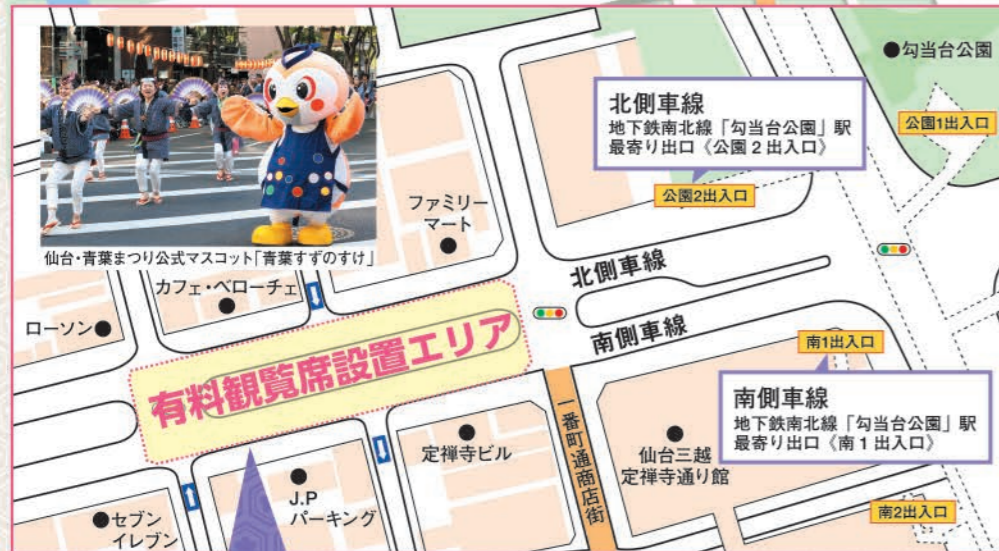 仙台・青葉まつり公式マスコット「青葉すずのすけ」
勾当台公園
公園1出入口
北側車線
地下鉄南北線「勾当台公園」駅
最寄り出口《公園2出入口》
公園2出入口
ファミリー
マート
カフェ・ベローチェ
ローソン
北側車線
南側車線
有料観覧席設置エリア
南1出入口
南側車線
地下鉄南北線「勾当台公園」駅
最寄り出口《南1出入口》
一番町通商店街
定禅寺ビル
仙台三越
定禅寺通り館
J.P
パーキング
セブン
イレブン
南2出入口